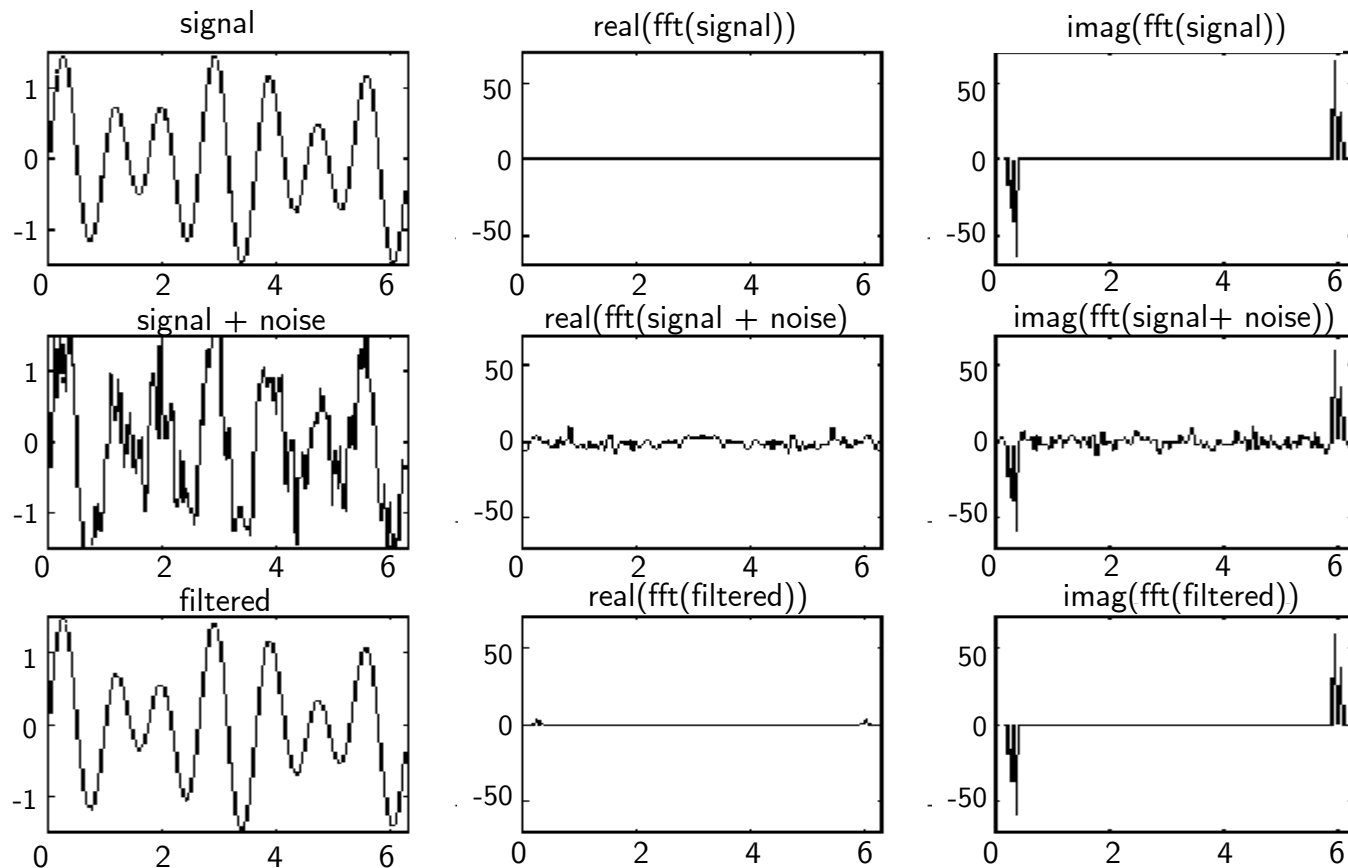 signal
real(fft(signal))
imag(fft(signal))
1
0
-1
0 2 4 6
50
0
-50
0 2 4 6
50
0
-50
0 2 4 6
signal + noise
real(fft(signal + noise)
imag(fft(signal+ noise))
1
0
-1
0 2 4 6
50
0
-50
0 2 4 6
50
0
-50
0 2 4 6
filtered
real(fft(filtered))
imag(fft(filtered))
1
0
-1
0 2 4 6
50
0
-50
0 2 4 6
50
0
-50
0 2 4 6